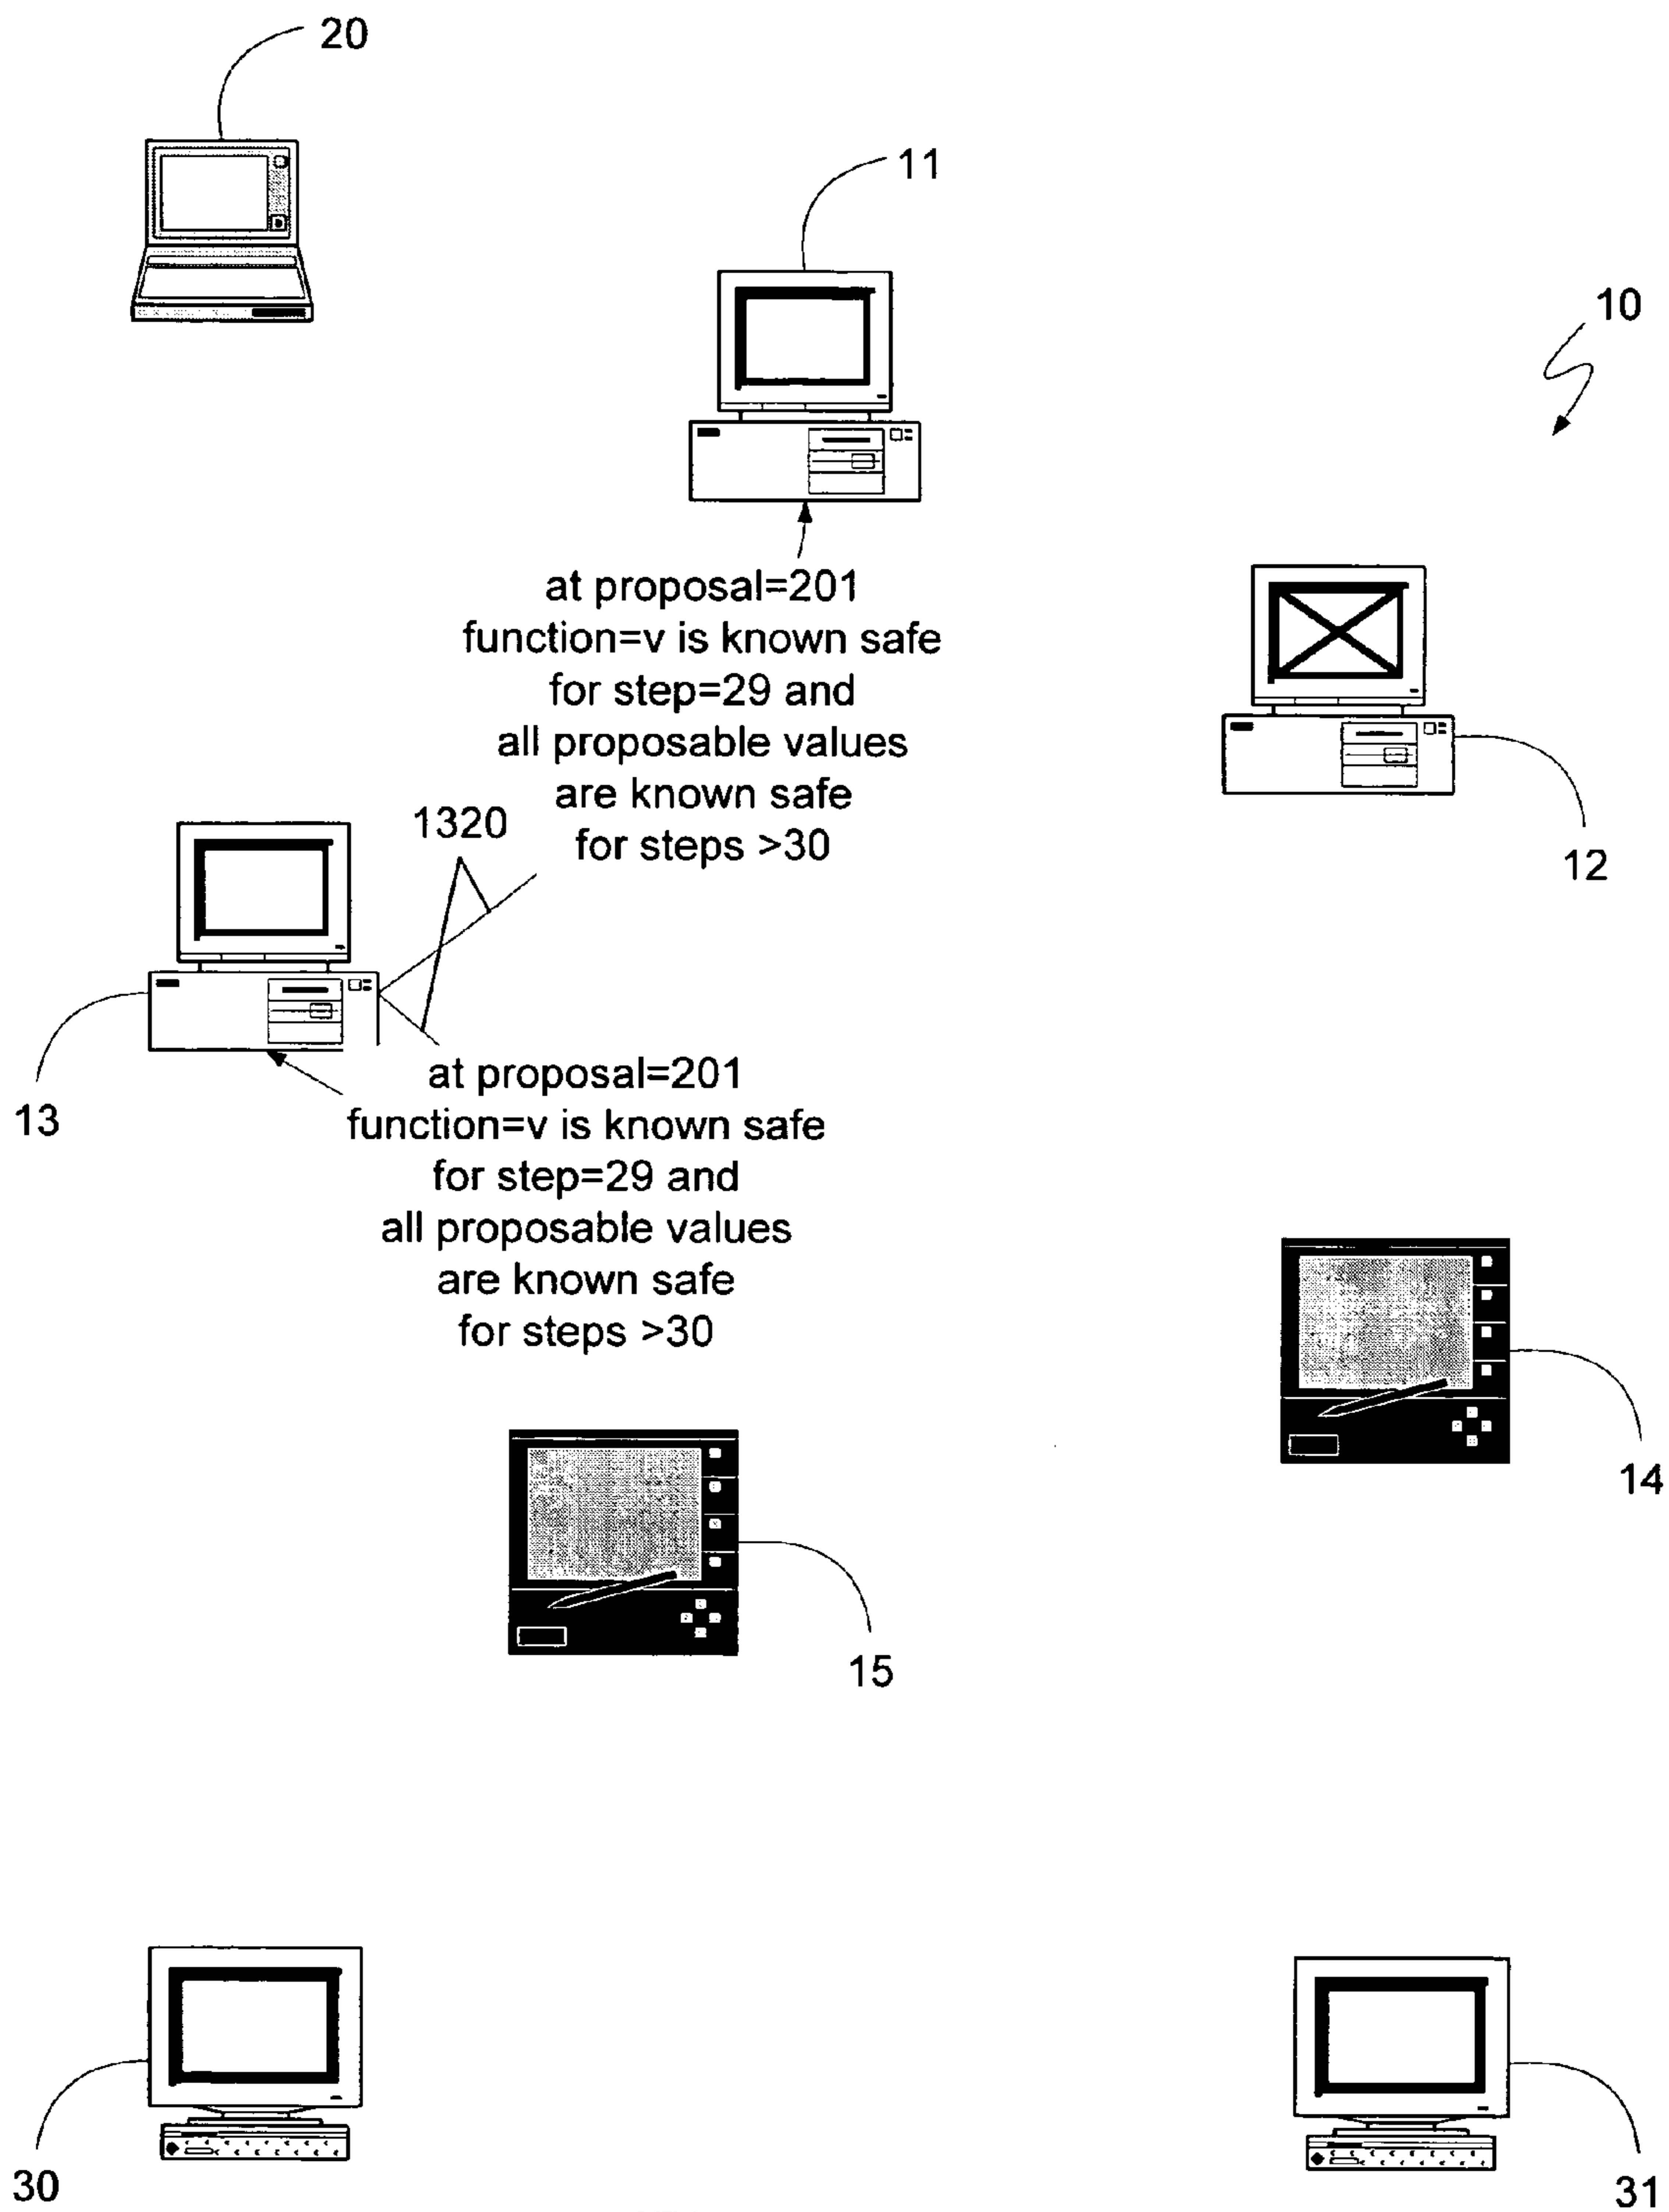 20
11
10
at proposal=201
function=v is known safe
for step=29 and
all proposable values
are known safe
for steps >30
12
1320
13
at proposal=201
function=v is known safe
for step=29 and
all proposable values
are known safe
for steps >30
14
15
30
31